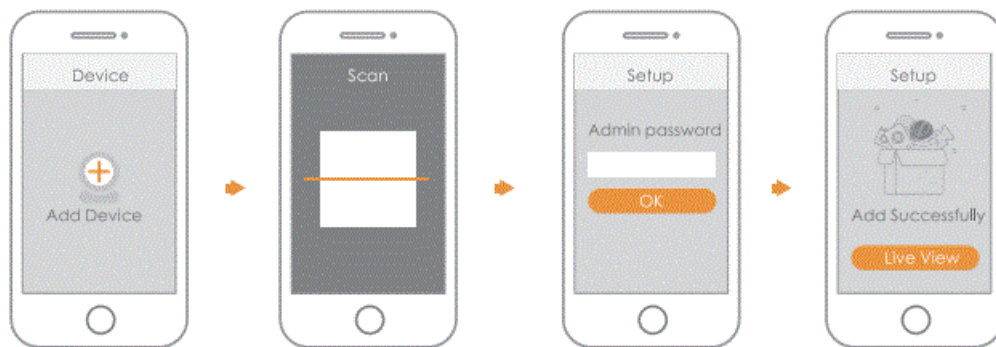 Device
Add Device
Scan
Setup
Admin password
OK
Setup
Add Successfully
Live View